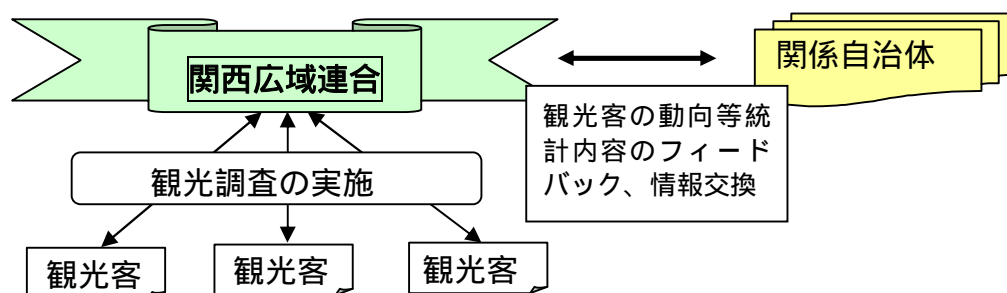 関西広域連合
関係自治体
観光客の動向等統
計内容のフィード
バック、情報交換
観光調査の実施
観光客
観光客
観光客